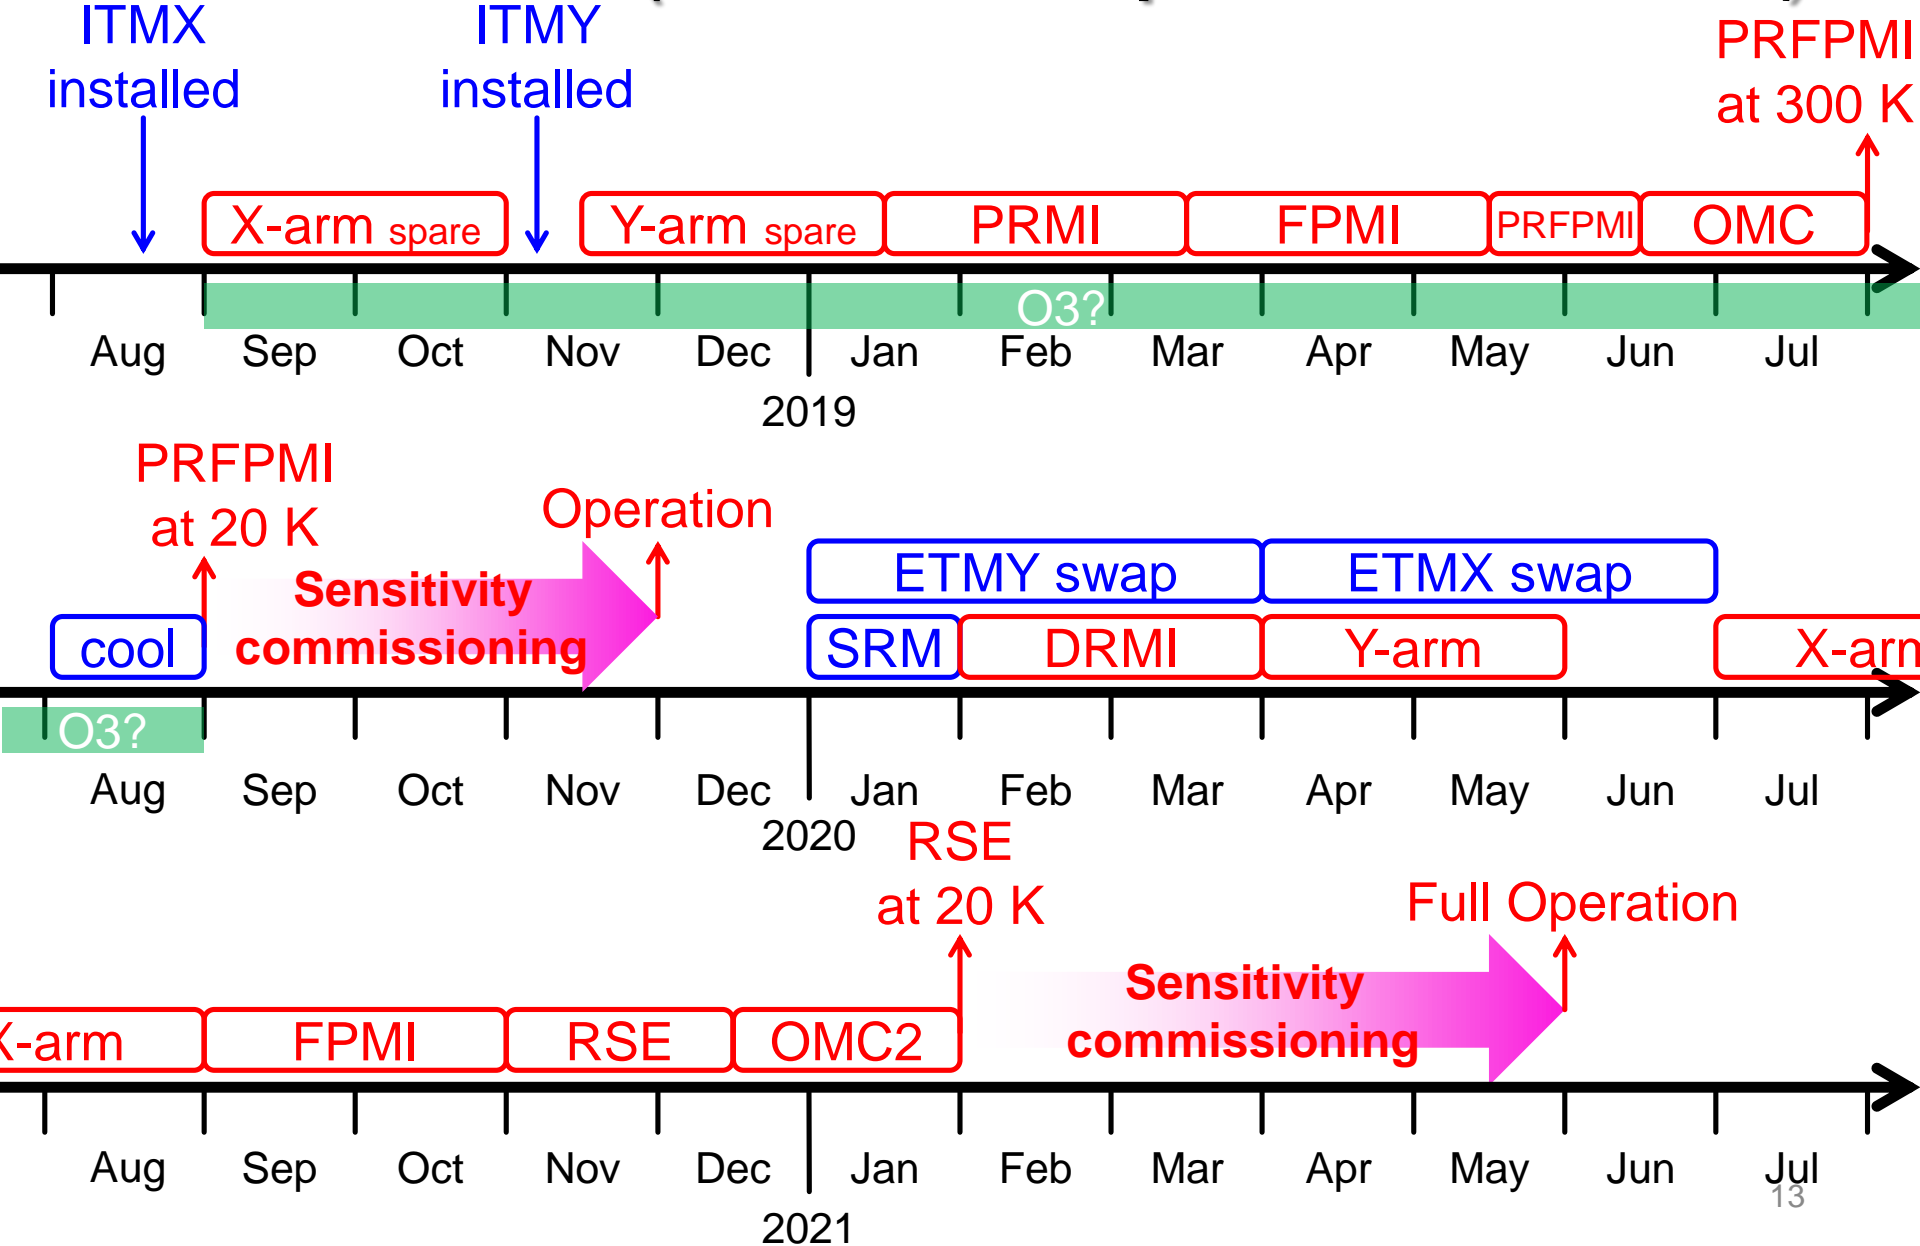 ITMX
installed
ITMY
installed
PRFPMI
at 300 K
X-arm spare
Y-arm spare
PRMI
FPMI
PRFPMI
OMC
O3?
Aug Sep Oct Nov Dec Jan Feb Mar Apr May Jun Jul
2019
PRFPMI
at 20 K
Operation
Sensitivity
commissioning
ETMY swap
ETMX swap
cool
SRM
DRMI
Y-arm
X-arm
O3?
Aug Sep Oct Nov Dec Jan Feb Mar Apr May Jun Jul
2020
RSE
at 20 K
Full Operation
Sensitivity
commissioning
X-arm
FPMI
RSE
OMC2
Aug Sep Oct Nov Dec Jan Feb Mar Apr May Jun Jul
13
2021